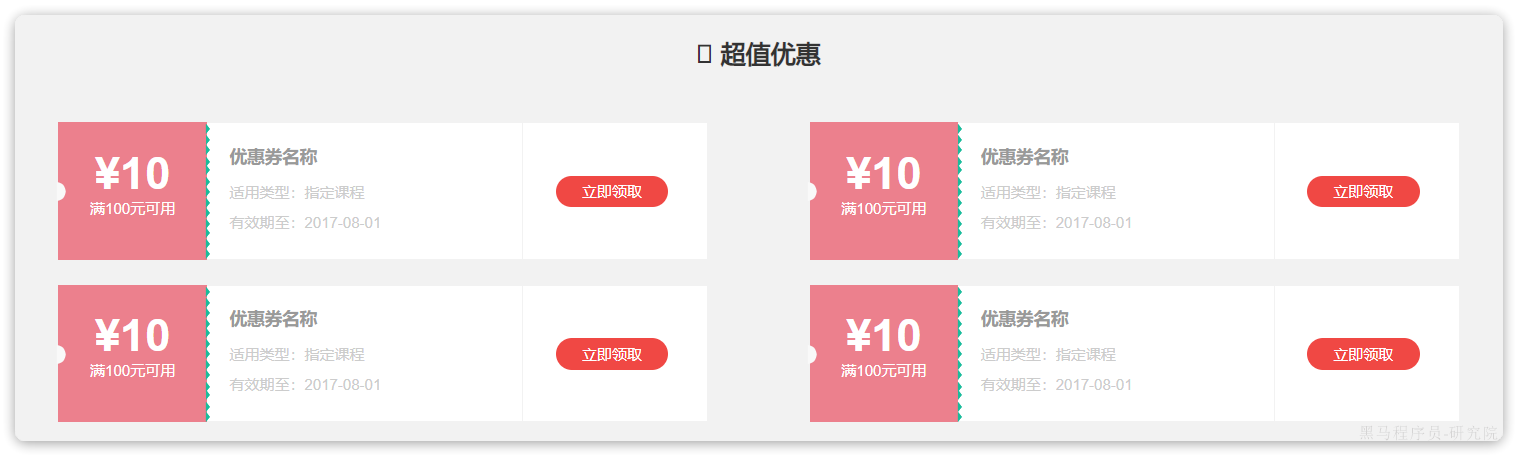 超值优惠
¥10
满100元可用
优惠券名称
适用类型：指定课程
有效期至：2017-08-01
立即领取
¥10
满100元可用
优惠券名称
适用类型：指定课程
有效期至：2017-08-01
立即领取
¥10
满100元可用
优惠券名称
适用类型：指定课程
有效期至：2017-08-01
立即领取
¥10
满100元可用
优惠券名称
适用类型：指定课程
有效期至：2017-08-01
立即领取
黑马程序员-研究院